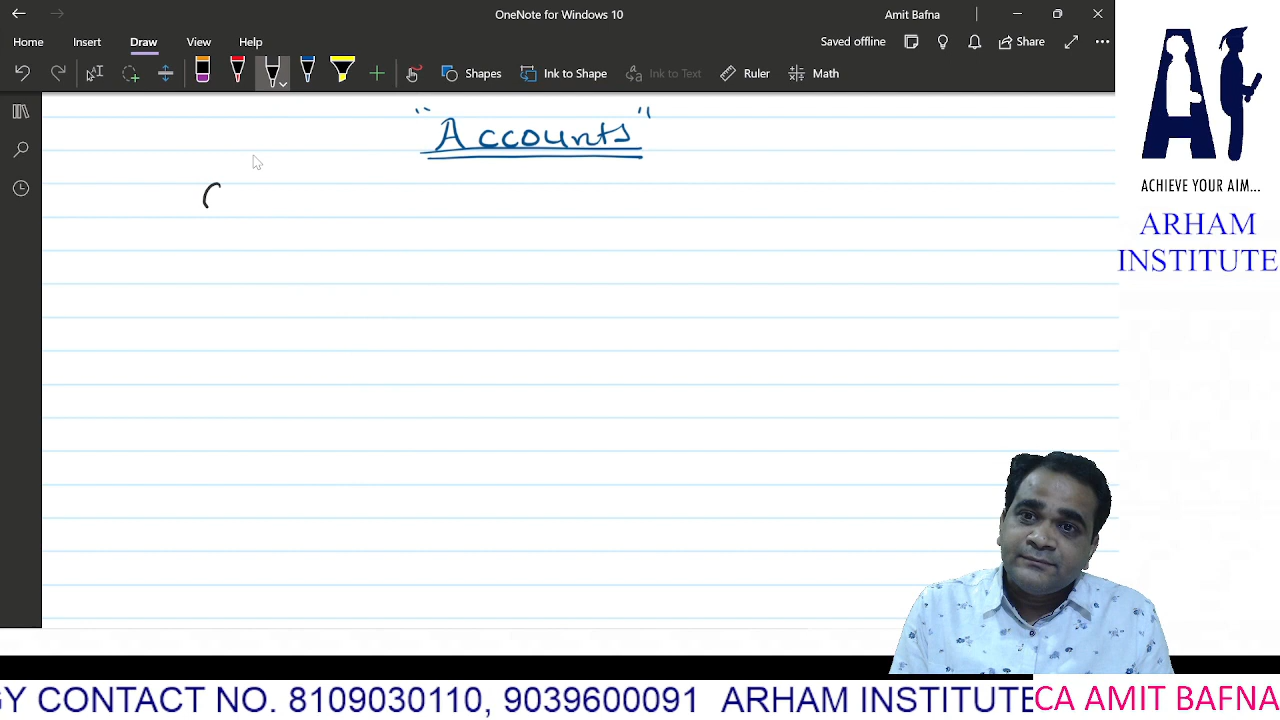 OneNote for Windows 10
Amit Bafna
Home Insert Draw View Help
Saved offline Share
Shapes Ink to Shape Ink to Text Ruler Math
"Accounts"
ACHIEVE YOUR AIM...
ARHAM
INSTITUTE
GY CONTACT NO. 8109030110, 9039600091 ARHAM INSTITUTE
CA AMIT BAFNA